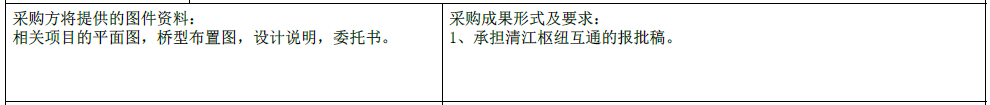 采购方将提供的图件资料：
相关项目的平面图，桥型布置图，设计说明，委托书。
采购成果形式及要求：
1、承担清江枢纽互通的报批稿。